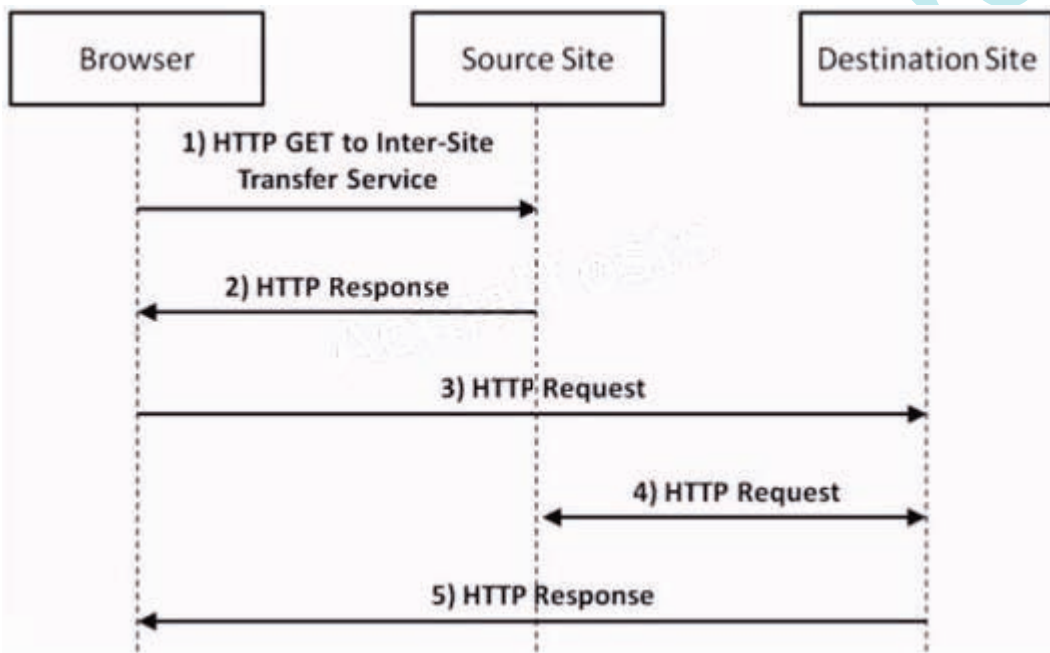 Browser
Source Site
Destination Site
1) HTTP GET to Inter-Site
Transfer Service
2) HTTP Response
3) HTTP Request
4) HTTP Request
5) HTTP Response